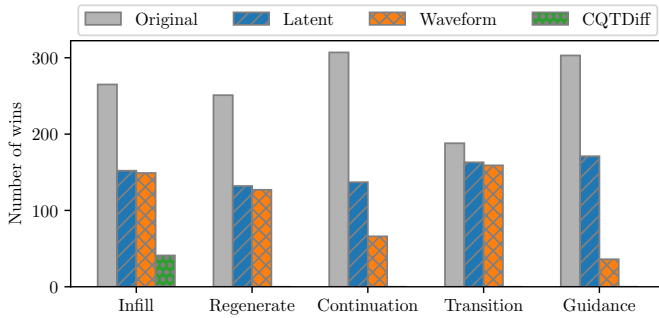 Original Latent Waveform CQTDiff
Number of wins
300
200
100
0
Infill Regenerate Continuation Transition Guidance